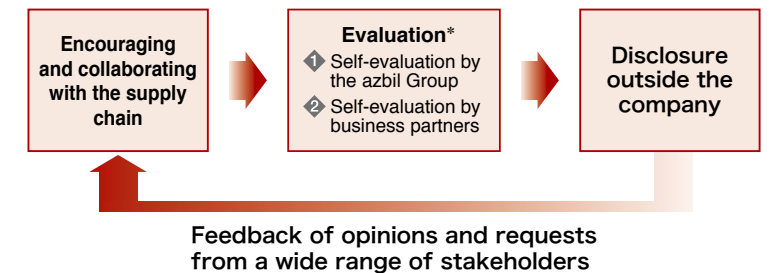 Encouraging
and collaborating
with the supply
chain
Evaluation*
1 Self-evaluation by
the azbil Group
2 Self-evaluation by
business partners
Disclosure
outside the
company
Feedback of opinions and requests
from a wide range of stakeholders